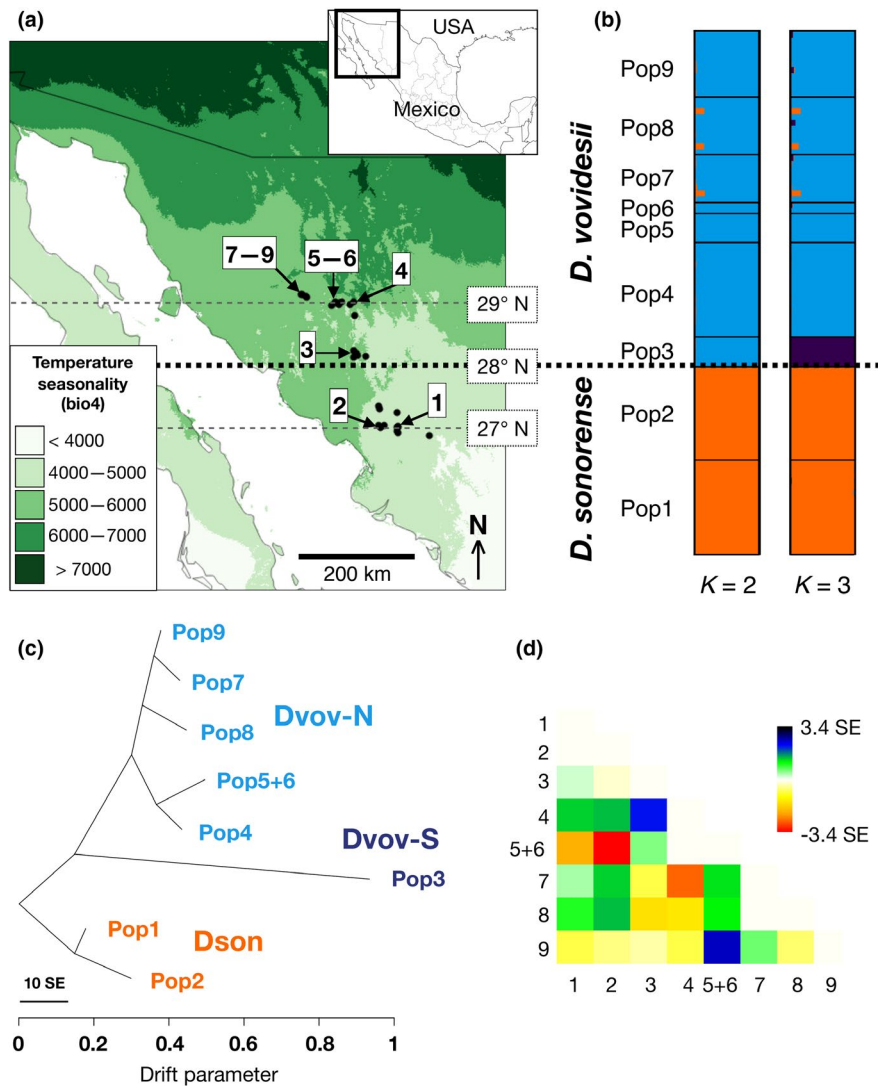 (a)
USA
Mexico
7–9
5–6
4
3
2
1
29° N
28° N
27° N
Temperature
seasonality
(bio4)
< 4000
4000–5000
5000–6000
6000–7000
> 7000
N
200 km
(b)
D. vovidesii
D. sonorense
Pop9
Pop8
Pop7
Pop6
Pop5
Pop4
Pop3
Pop2
Pop1
K = 2
K = 3
(c)
Pop9
Pop7
Dvov-N
Pop8
Pop5+6
Pop4
Dvov-S
Pop3
Pop1
Dson
Pop2
10 SE
0 0.2 0.4 0.6 0.8 1
Drift parameter
(d)
1
2
3
4
5+6
7
8
9
1 2 3 4 5+6 7 8 9
3.4 SE
-3.4 SE